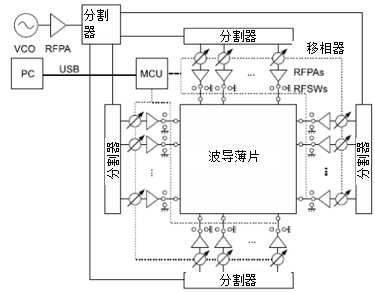 分割器
分割器
移相器
VCO RFPA
PC USB MCU
RFPAs
RFSWs
...
分割器
波导薄片
分割器
...
分割器